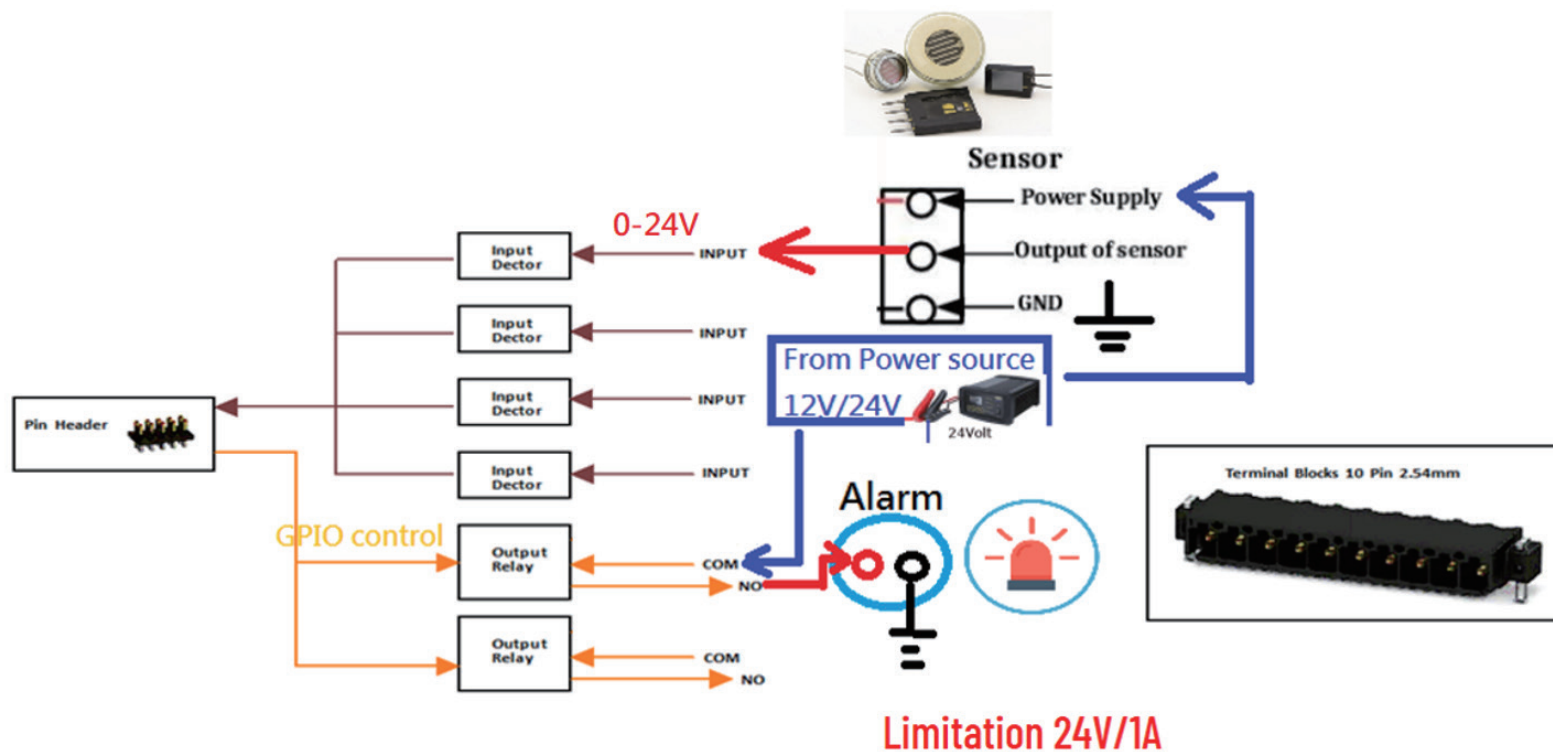 Sensor
Power Supply
Output of sensor
GND
0-24V
Input
Dector
INPUT
Input
Dector
INPUT
Input
Dector
INPUT
Input
Dector
INPUT
From Power source
12V/24V
24Volt
Pin Header
Terminal Blocks 10 Pin 2.54mm
Alarm
GPIO control
Output
Relay
COM
NO
Output
Relay
COM
NO
Limitation 24V/1A